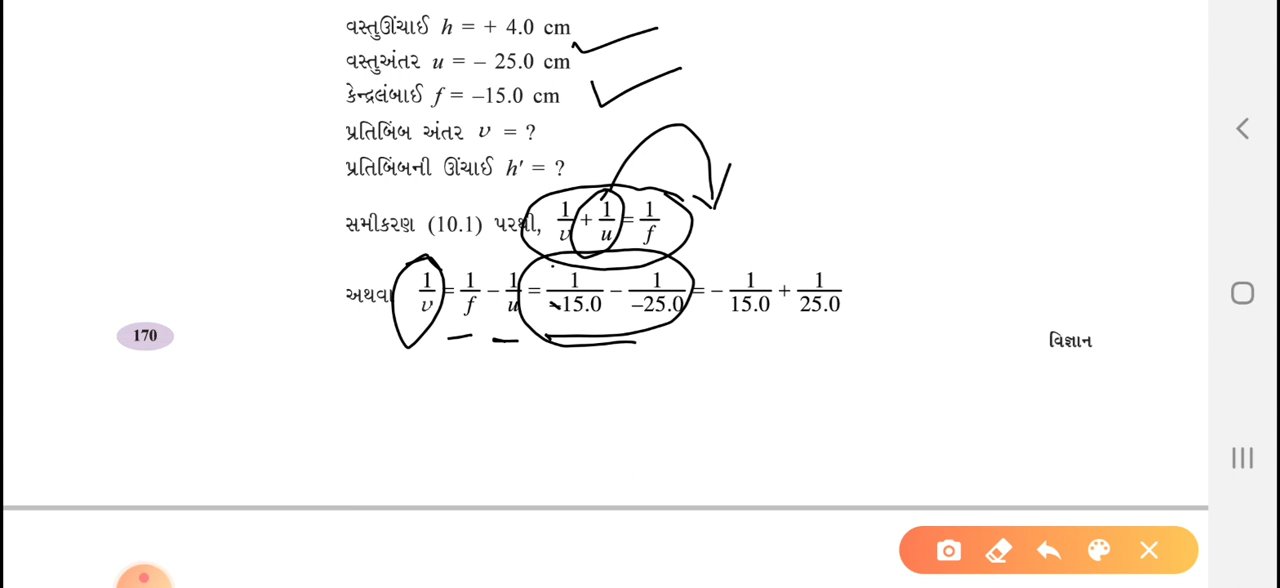 વસ્તુઊંચાઈ h = + 4.0 cm
વસ્તુઅંતર u = – 25.0 cm
કેન્દ્રલંબાઈ f = –15.0 cm
પ્રતિબિંબ અંતર v = ?
પ્રતિબિંબની ઊંચાઈ h' = ?
સમીકરણ (10.1) પરથી, 1/v + 1/u = 1/f
અથવા 1/v = 1/f – 1/u = 1/–15.0 – 1/–25.0 = – 1/15.0 + 1/25.0
170
વિજ્ઞાન